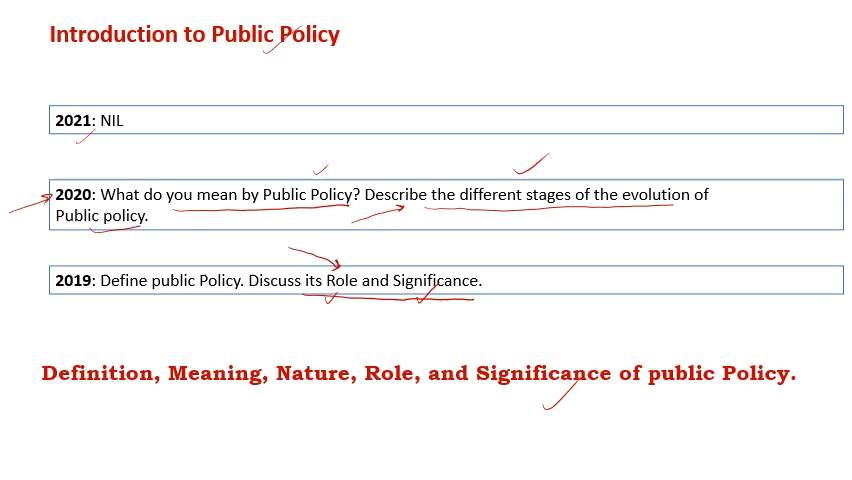 Introduction to Public Policy
2021: NIL
2020: What do you mean by Public Policy? Describe the different stages of the evolution of
Public policy.
2019: Define public Policy. Discuss its Role and Significance.
Definition, Meaning, Nature, Role, and Significance of public Policy.